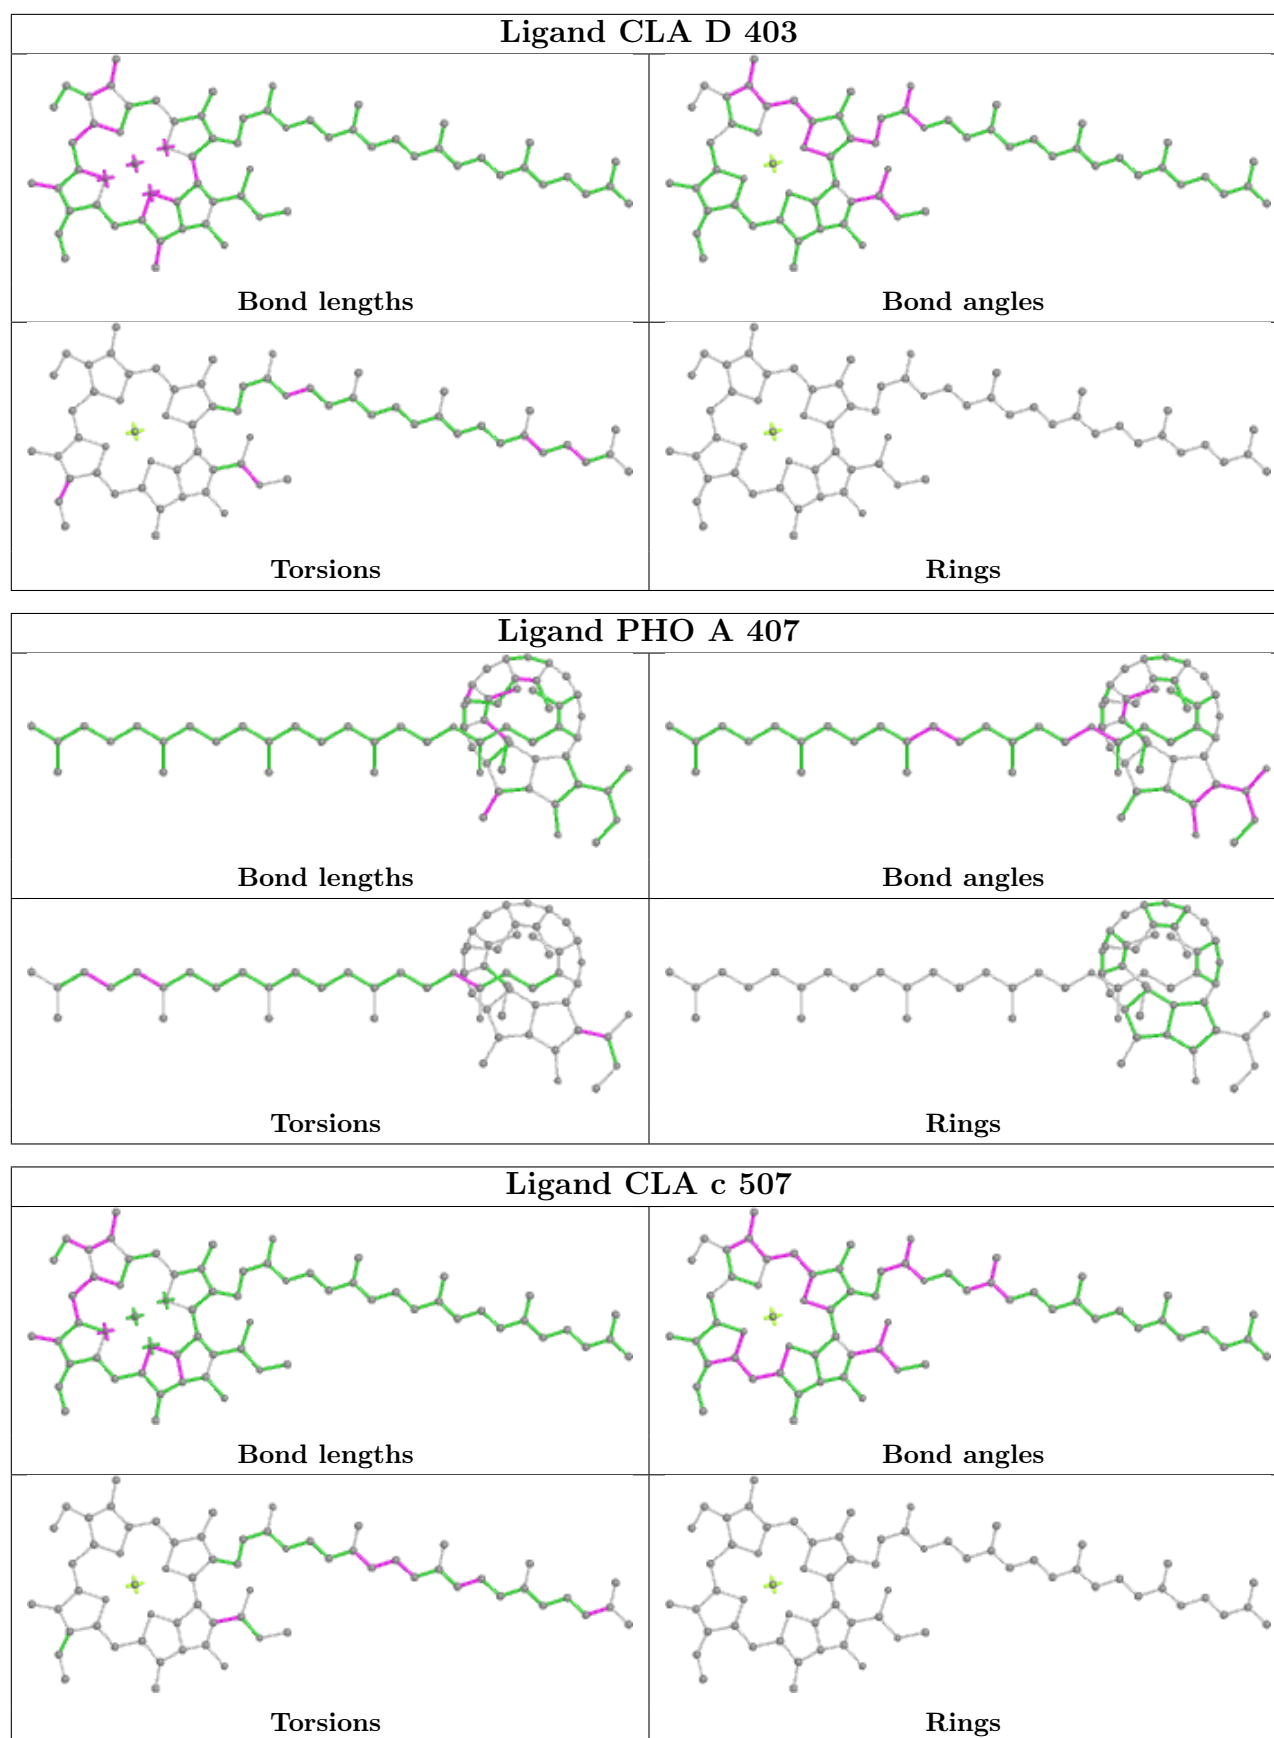 Ligand CLA D 403
Bond lengths
Bond angles
Torsions
Rings
Ligand PHO A 407
Bond lengths
Bond angles
Torsions
Rings
Ligand CLA c 507
Bond lengths
Bond angles
Torsions
Rings